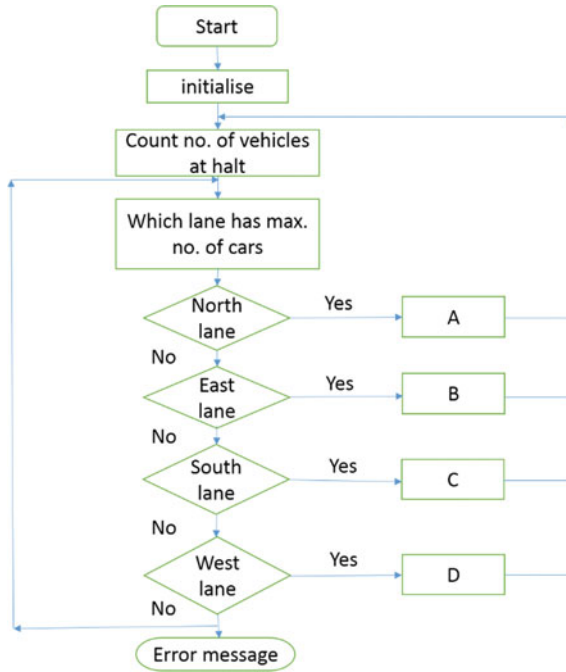 Start
initialise
Count no. of vehicles
at halt
Which lane has max.
no. of cars
North
lane
Yes
A
No
East
lane
Yes
B
No
South
lane
Yes
C
No
West
lane
Yes
D
No
Error message